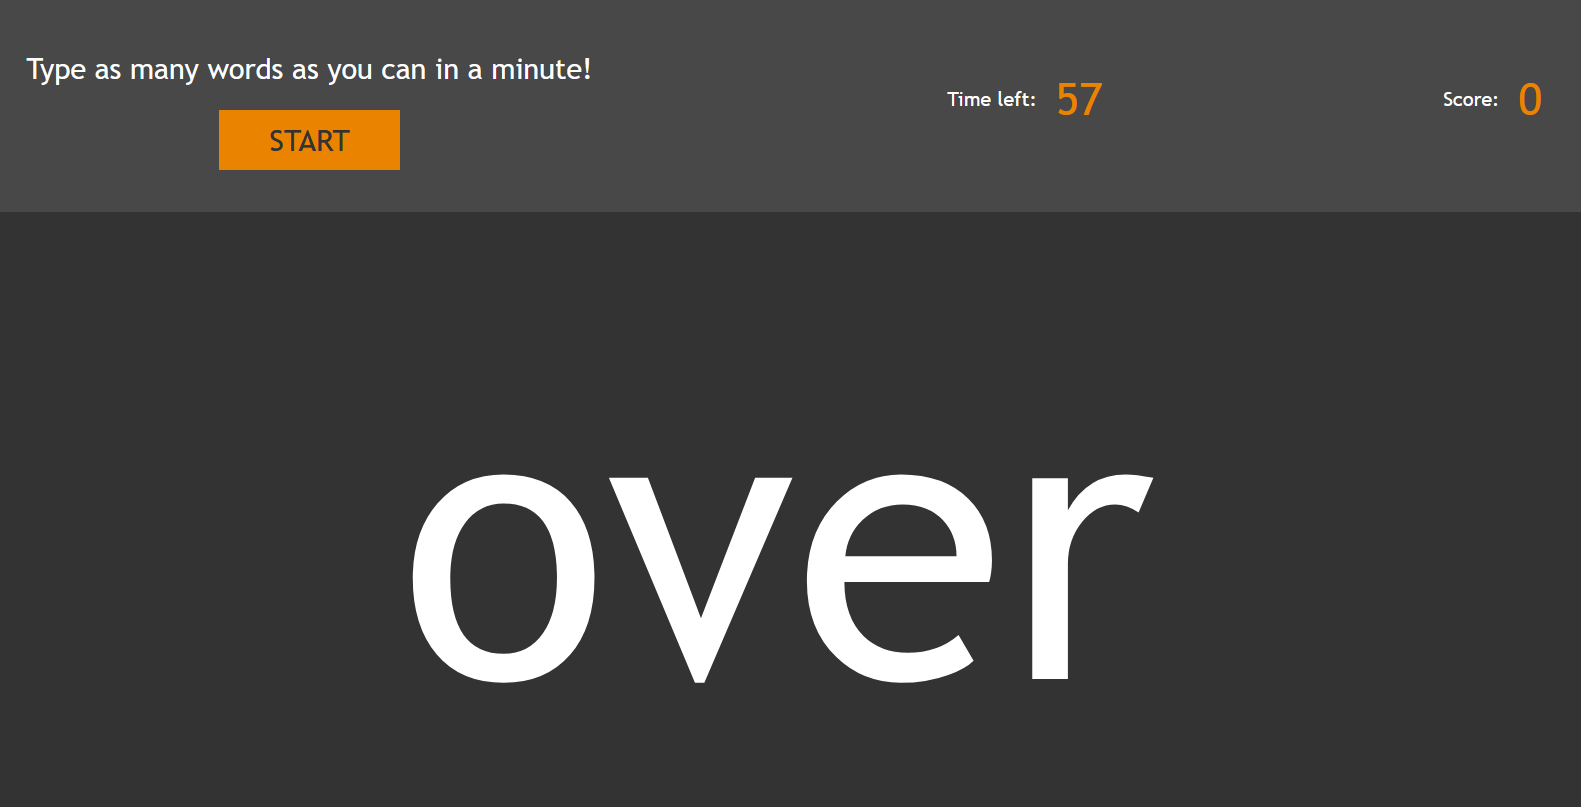 Type as many words as you can in a minute!
START
Time left: 57
Score: 0
over